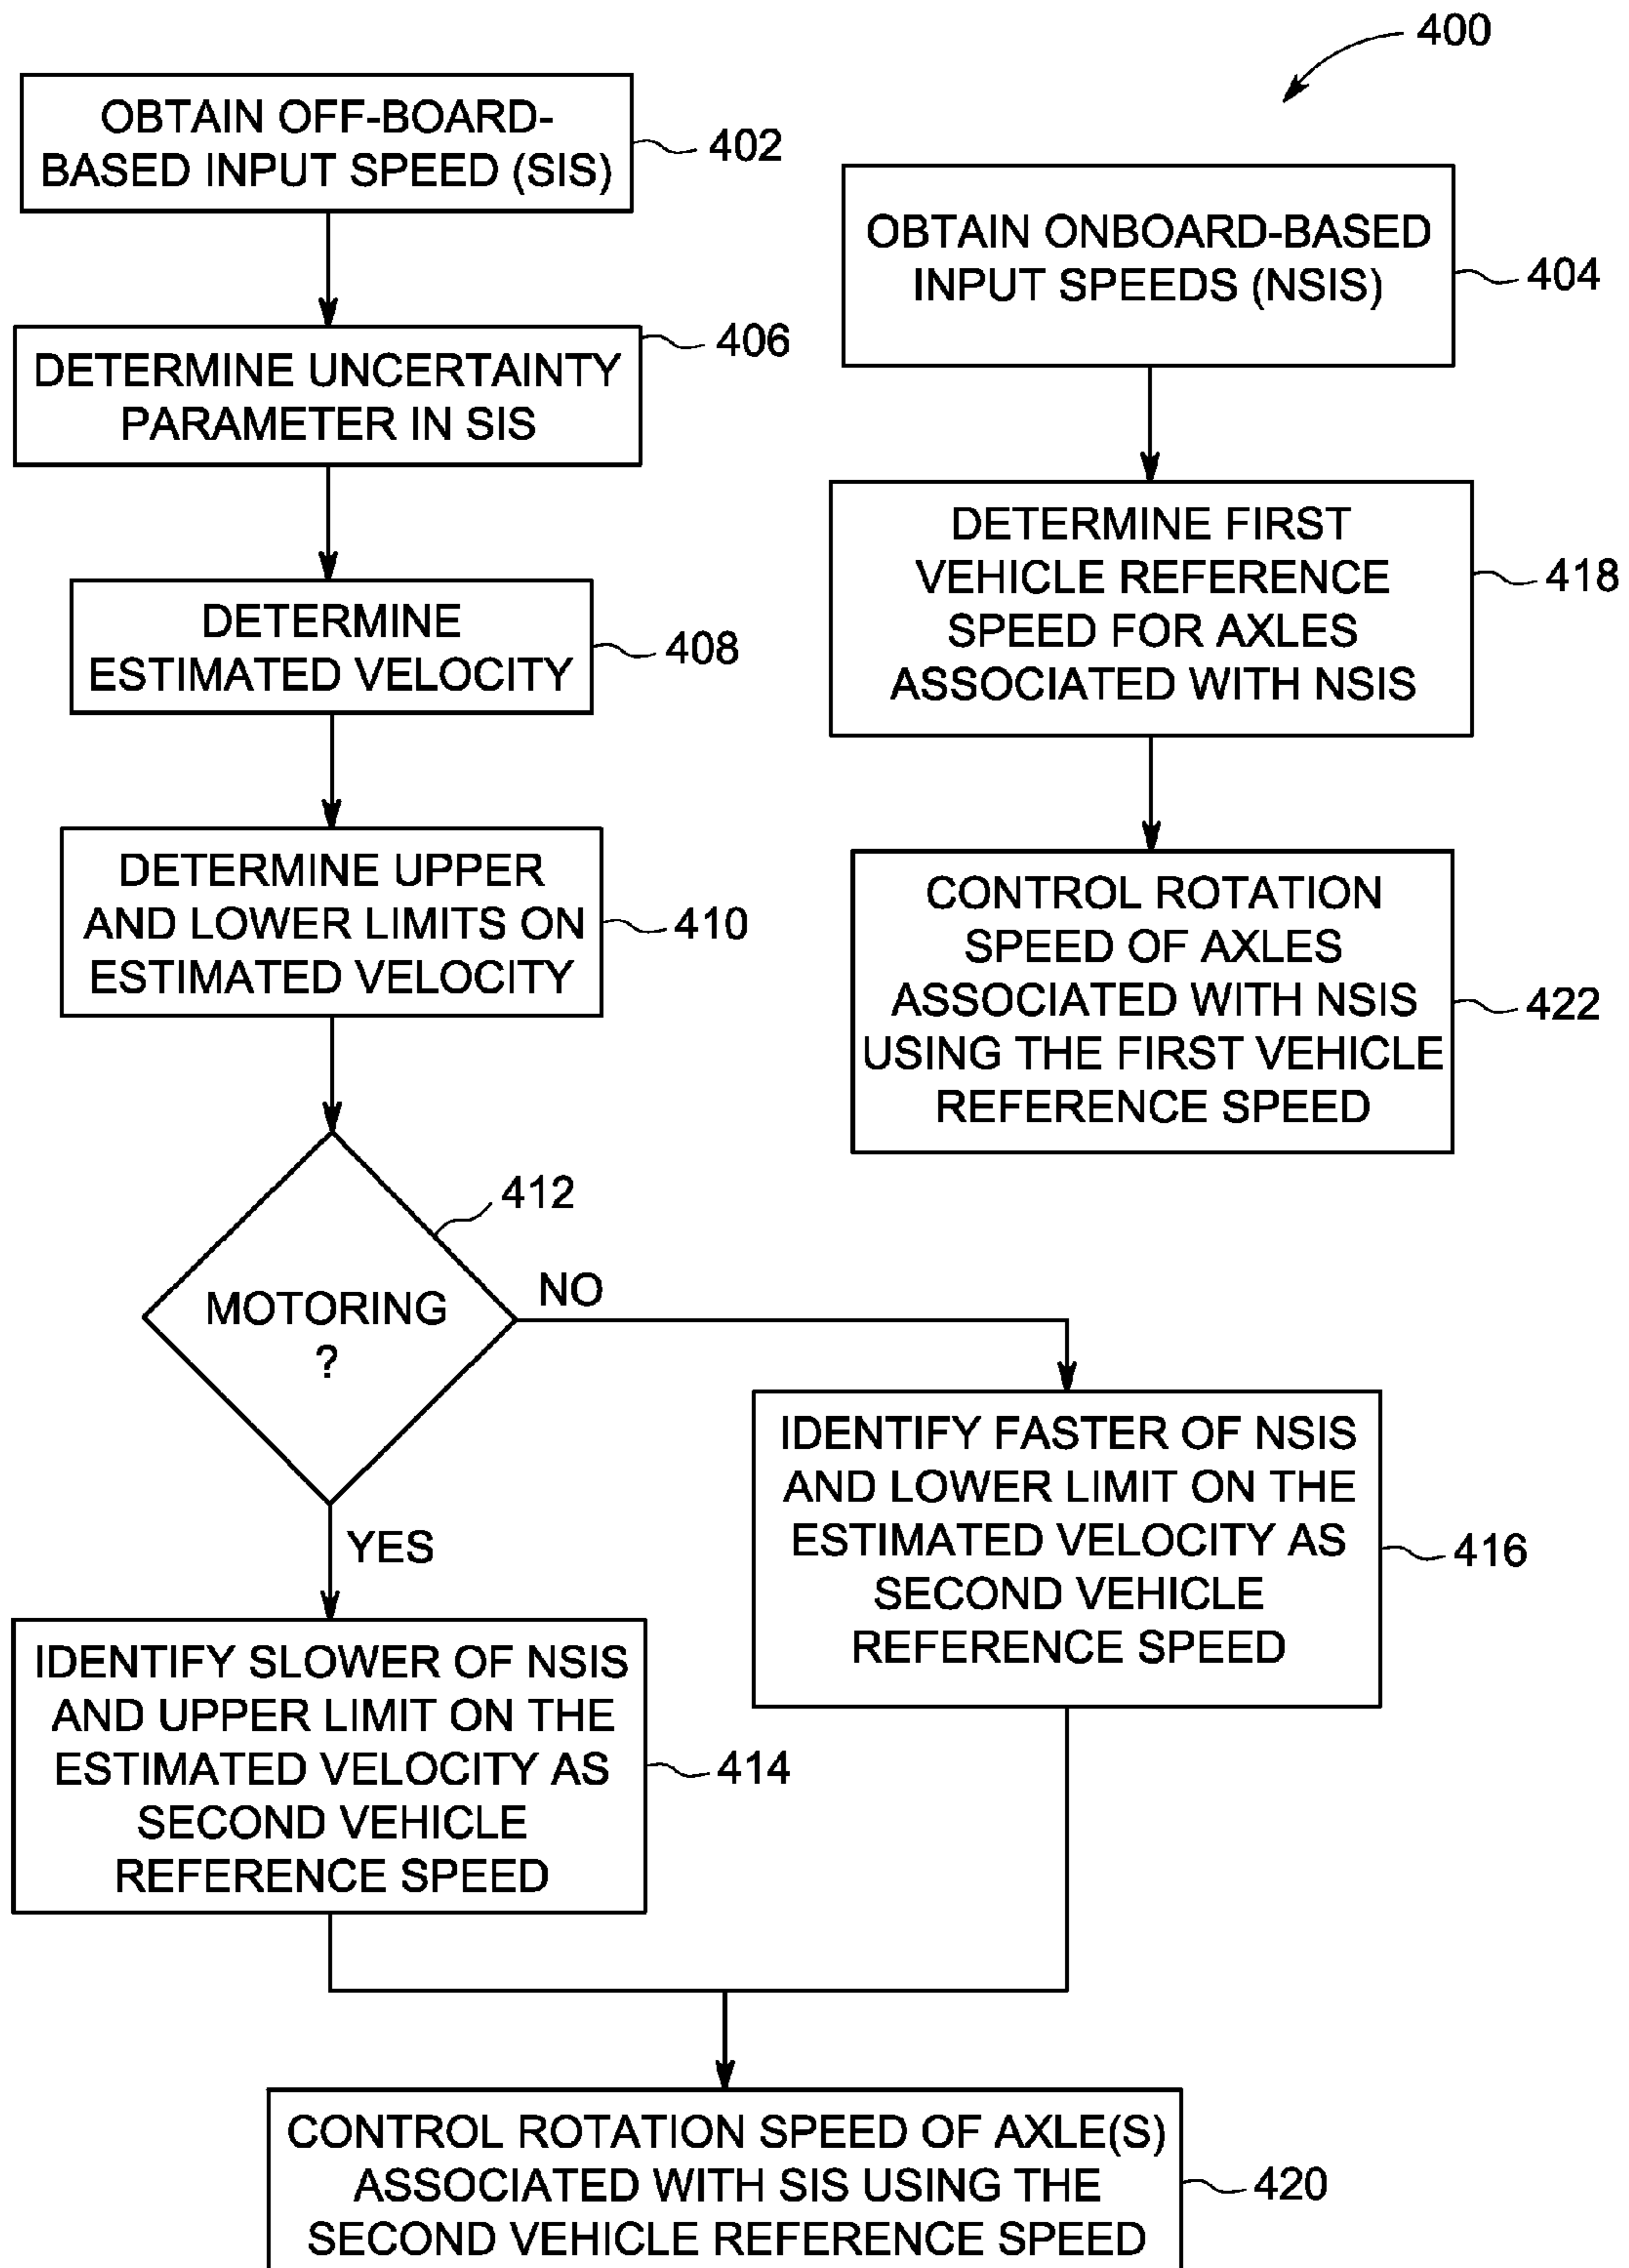 400
OBTAIN OFF-BOARD-
BASED INPUT SPEED (SIS)
402
OBTAIN ONBOARD-BASED
INPUT SPEEDS (NSIS)
404
DETERMINE UNCERTAINTY
PARAMETER IN SIS
406
DETERMINE FIRST
VEHICLE REFERENCE
SPEED FOR AXLES
ASSOCIATED WITH NSIS
418
DETERMINE
ESTIMATED VELOCITY
408
DETERMINE UPPER
AND LOWER LIMITS ON
ESTIMATED VELOCITY
410
CONTROL ROTATION
SPEED OF AXLES
ASSOCIATED WITH NSIS
USING THE FIRST VEHICLE
REFERENCE SPEED
422
412
MOTORING
?
NO
YES
IDENTIFY FASTER OF NSIS
AND LOWER LIMIT ON THE
ESTIMATED VELOCITY AS
SECOND VEHICLE
REFERENCE SPEED
416
IDENTIFY SLOWER OF NSIS
AND UPPER LIMIT ON THE
ESTIMATED VELOCITY AS
SECOND VEHICLE
REFERENCE SPEED
414
CONTROL ROTATION SPEED OF AXLE(S)
ASSOCIATED WITH SIS USING THE
SECOND VEHICLE REFERENCE SPEED
420